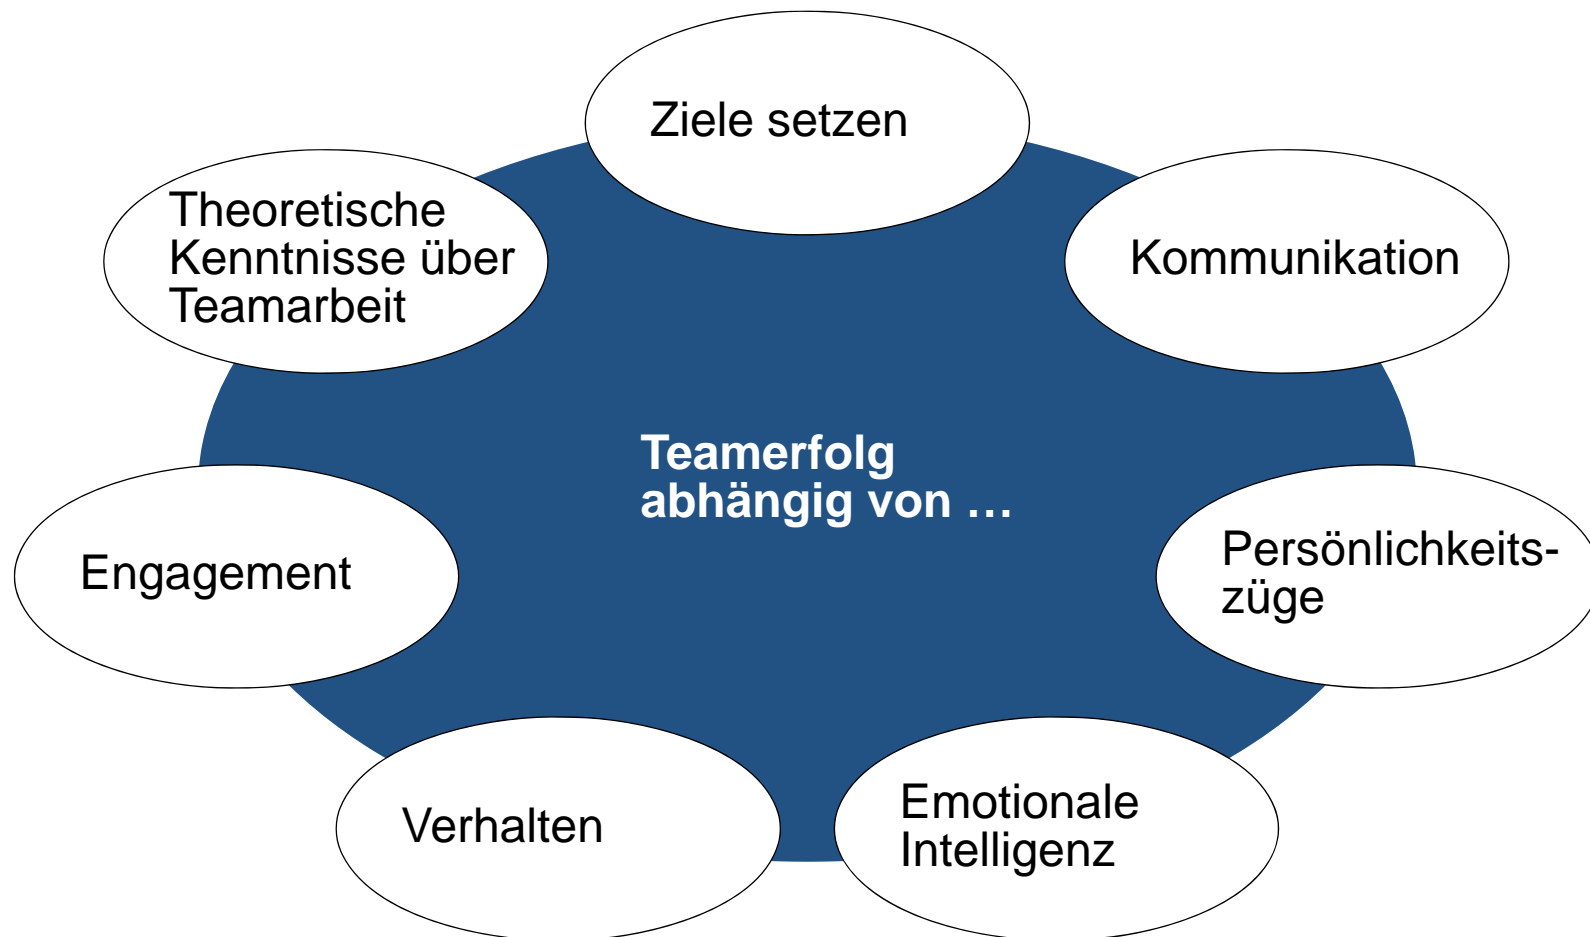 Ziele setzen
Theoretische
Kenntnisse über
Teamarbeit
Kommunikation
Teamerfolg
abhängig von …
Engagement
Persönlichkeits-
züge
Verhalten
Emotionale
Intelligenz